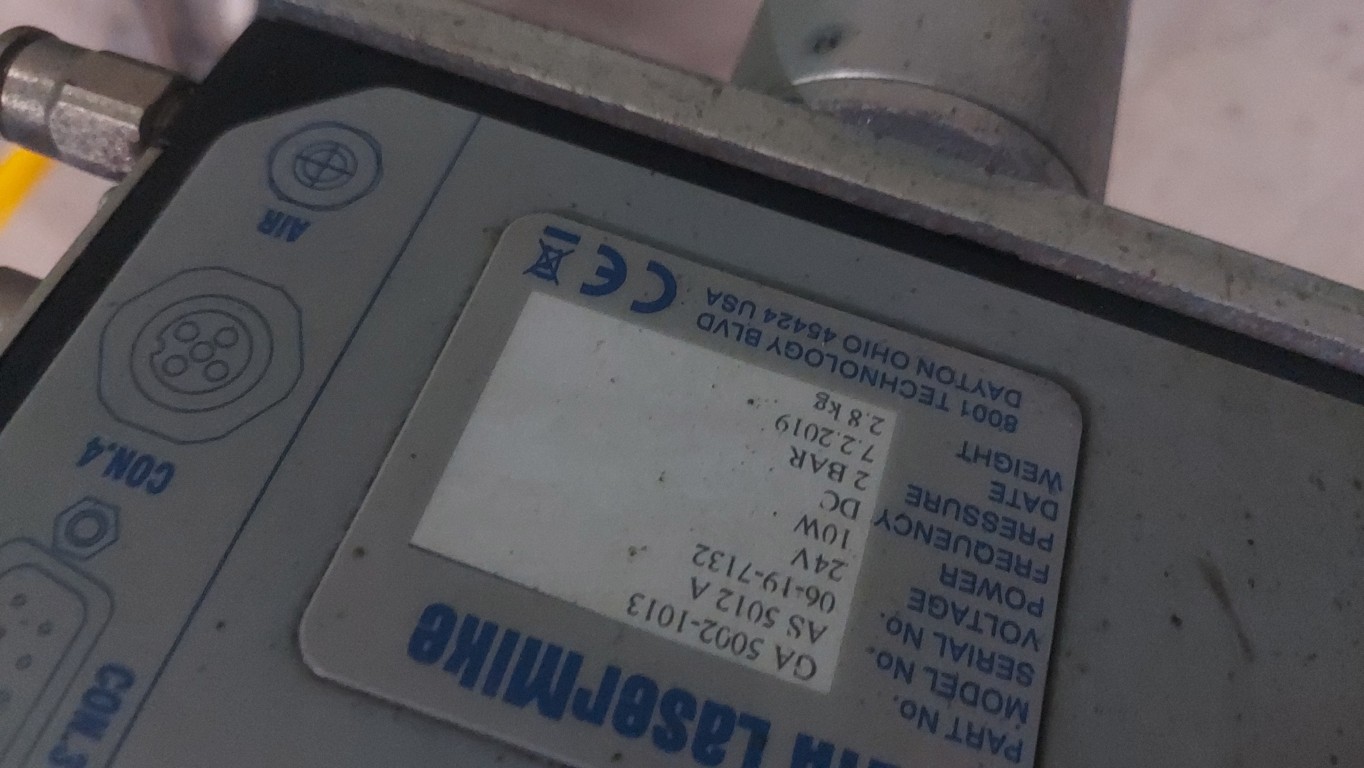 LaserMike
PART No. GA 5002-1013
MODEL No. AS 5012 A
SERIAL No. 06-19-7132
VOLTAGE 24V
POWER 10W
FREQUENCY DC
PRESSURE 2 BAR
DATE 7.2.2019
WEIGHT 2.8 kg
8001 TECHNOLOGY BLVD
DAYTON OHIO 45424 USA
CE
CON.3
CON.4
AIR